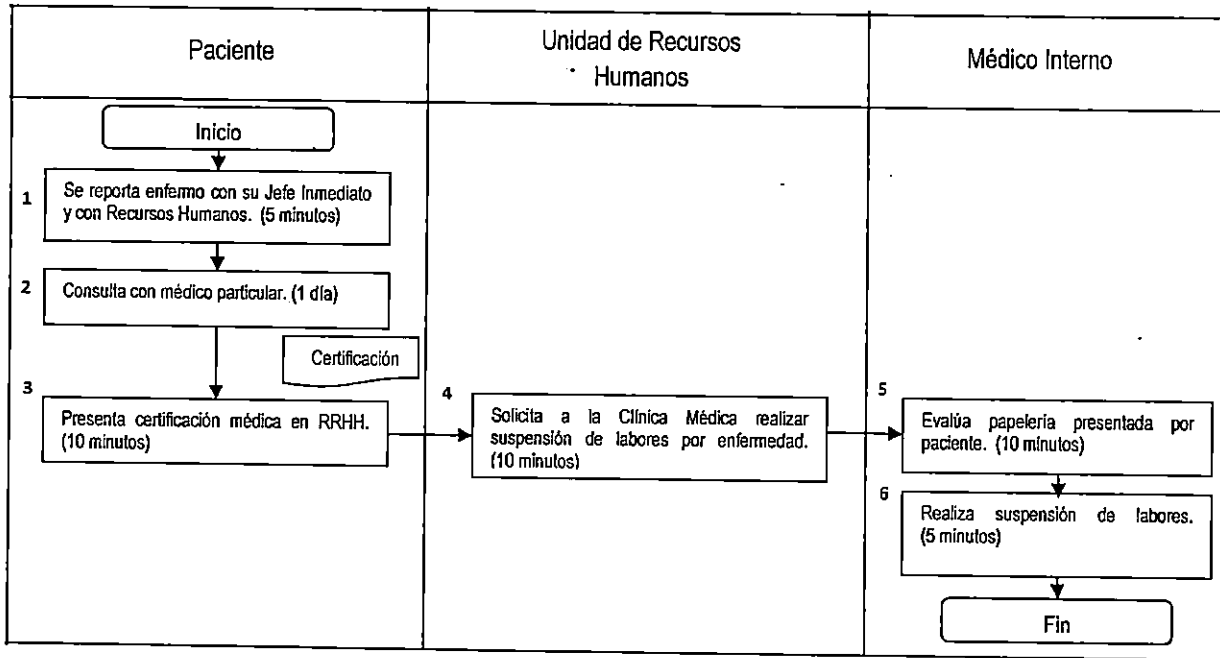 Paciente
Unidad de Recursos
Humanos
Médico Interno
Inicio
1
Se reporta enfermo con su Jefe Inmediato
y con Recursos Humanos. (5 minutos)
2
Consulta con médico particular. (1 día)
Certificación
3
Presenta certificación médica en RRHH.
(10 minutos)
4
Solicita a la Clínica Médica realizar
suspensión de labores por enfermedad.
(10 minutos)
5
Evalúa papelería presentada por
paciente. (10 minutos)
6
Realiza suspensión de labores.
(5 minutos)
Fin